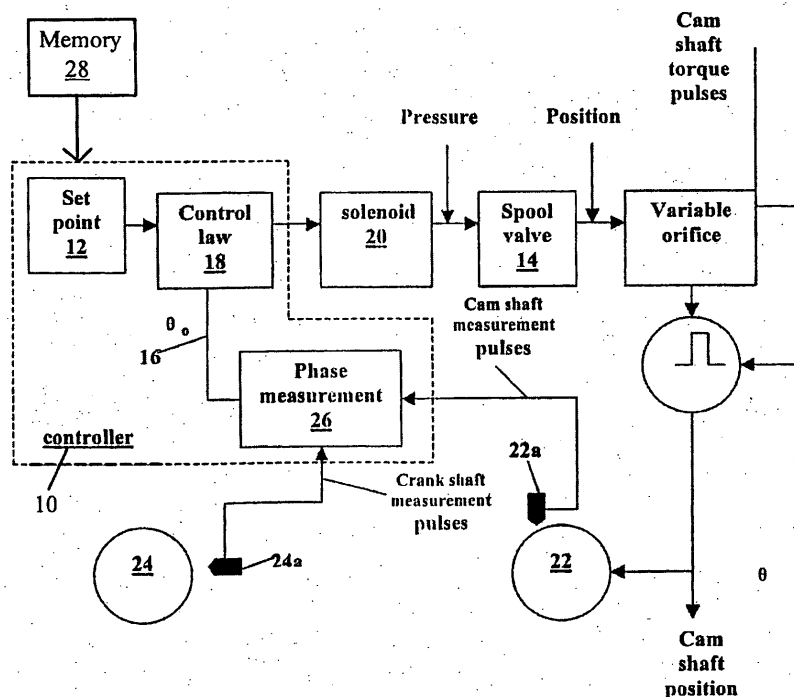 Memory
28
Cam
shaft
torque
pulses
Pressure
Position
Set
point
12
Control
law
18
solenoid
20
Spool
valve
14
Variable
orifice
θo
16
Cam shaft
measurement
pulses
Phase
measurement
26
controller
10
22a
Crank shaft
measurement
pulses
24
24a
22
θ
Cam
shaft
position